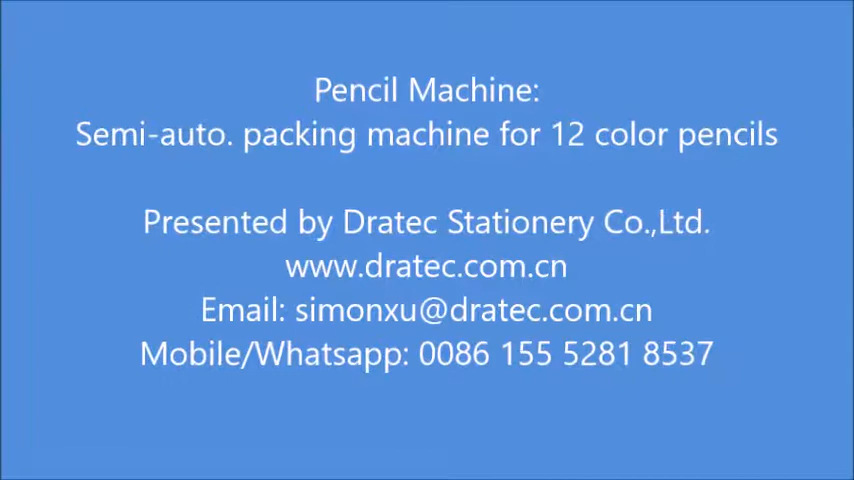 Pencil Machine:
Semi-auto. packing machine for 12 color pencils
Presented by Dratec Stationery Co.,Ltd.
www.dratec.com.cn
Email: simonxu@dratec.com.cn
Mobile/Whatsapp: 0086 155 5281 8537